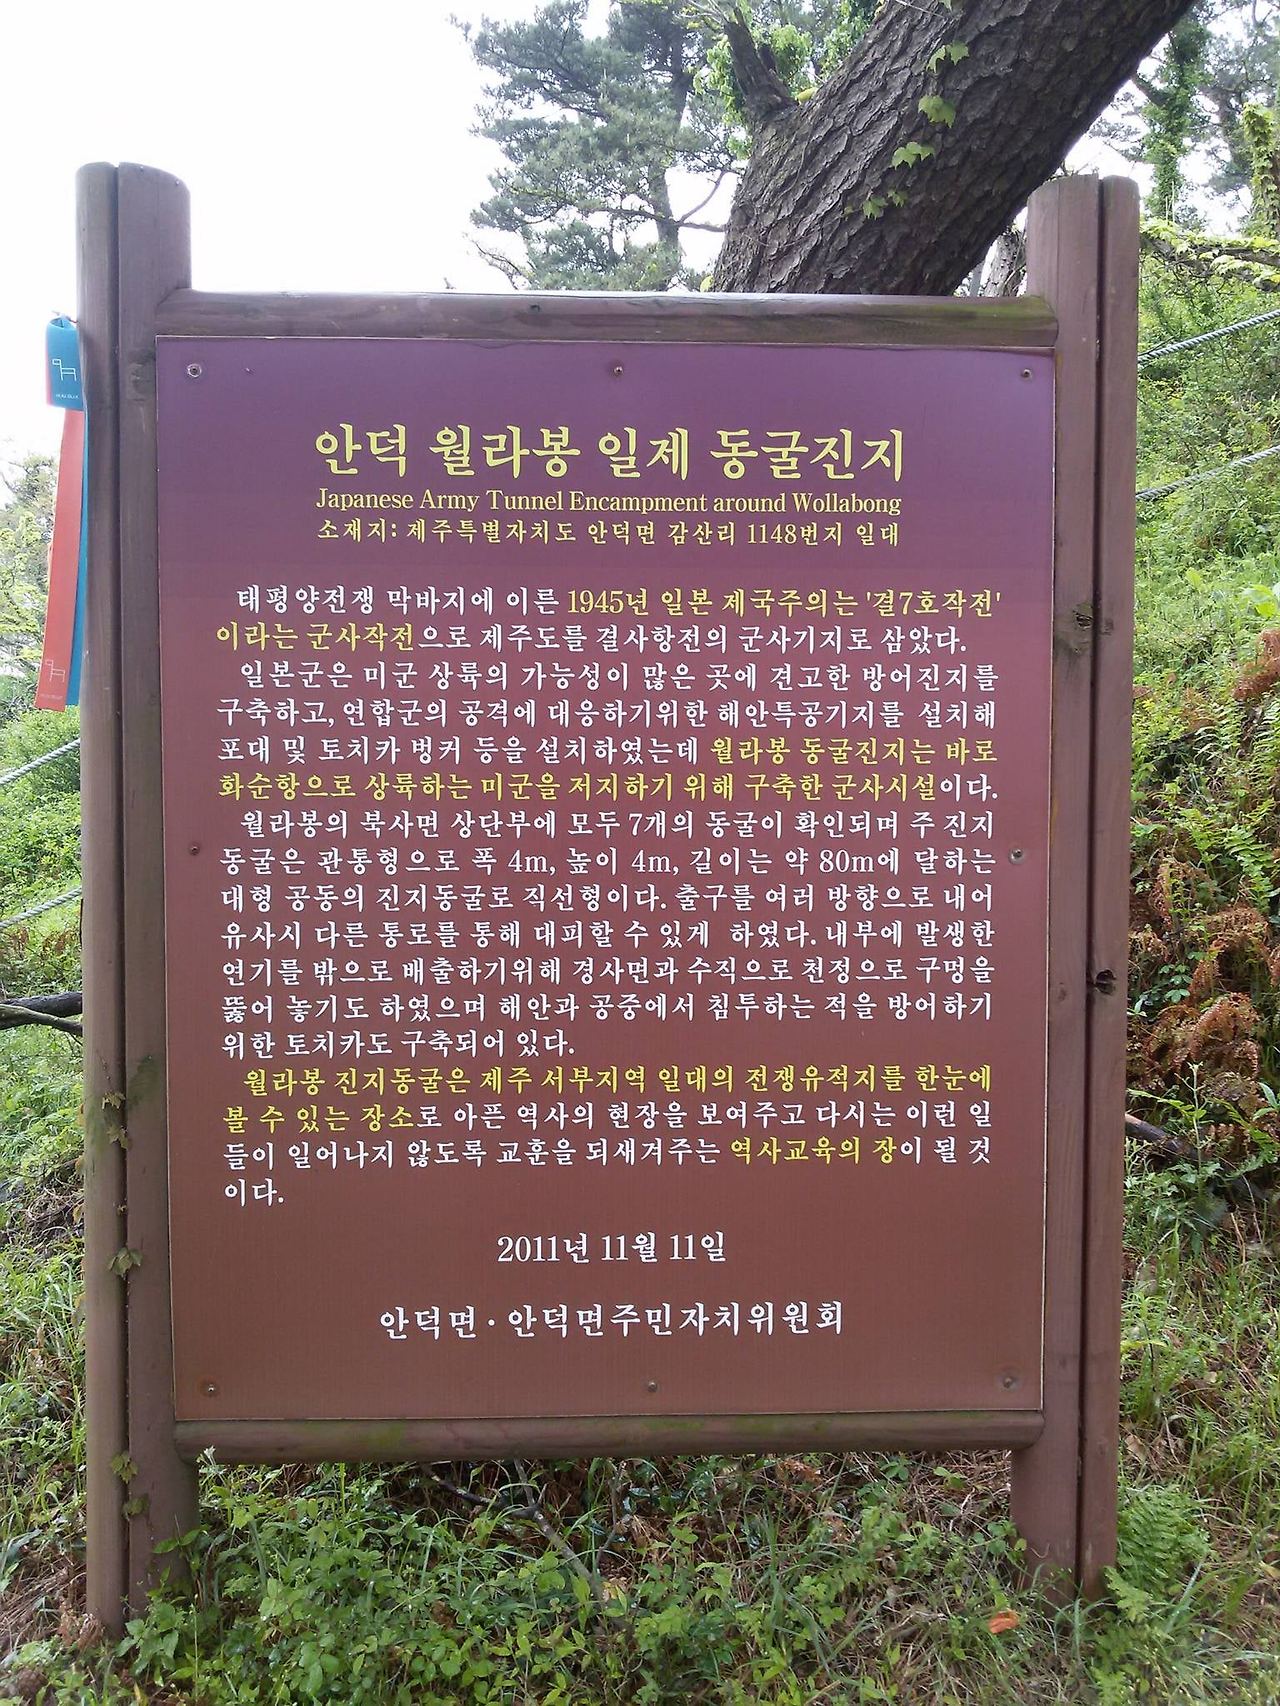 안덕 월라봉 일제 동굴진지
Japanese Army Tunnel Encampment around Wollabong
소재지: 제주특별자치도 안덕면 감산리 1148번지 일대
태평양전쟁 막바지에 이른 1945년 일본 제국주의는 '결7호작전'
이라는 군사작전으로 제주도를 결사항전의 군사기지로 삼았다.
일본군은 미군 상륙의 가능성이 많은 곳에 견고한 방어진지를
구축하고, 연합군의 공격에 대응하기위한 해안특공기지를 설치해
포대 및 토치카 벙커 등을 설치하였는데 월라봉 동굴진지는 바로
화순항으로 상륙하는 미군을 저지하기 위해 구축한 군사시설이다.
월라봉의 북사면 상단부에 모두 7개의 동굴이 확인되며 주 진지
동굴은 관통형으로 폭 4m, 높이 4m, 길이는 약 80m에 달하는
대형 공동의 진지동굴로 직선형이다. 출구를 여러 방향으로 내어
유사시 다른 통로를 통해 대피할 수 있게 하였다. 내부에 발생한
연기를 밖으로 배출하기위해 경사면과 수직으로 천정으로 구멍을
뚫어 놓기도 하였으며 해안과 공중에서 침투하는 적을 방어하기
위한 토치카도 구축되어 있다.
월라봉 진지동굴은 제주 서부지역 일대의 전쟁유적지를 한눈에
볼 수 있는 장소로 아픈 역사의 현장을 보여주고 다시는 이런 일
들이 일어나지 않도록 교훈을 되새겨주는 역사교육의 장이 될 것
이다.
2011년 11월 11일
안덕면·안덕면주민자치위원회